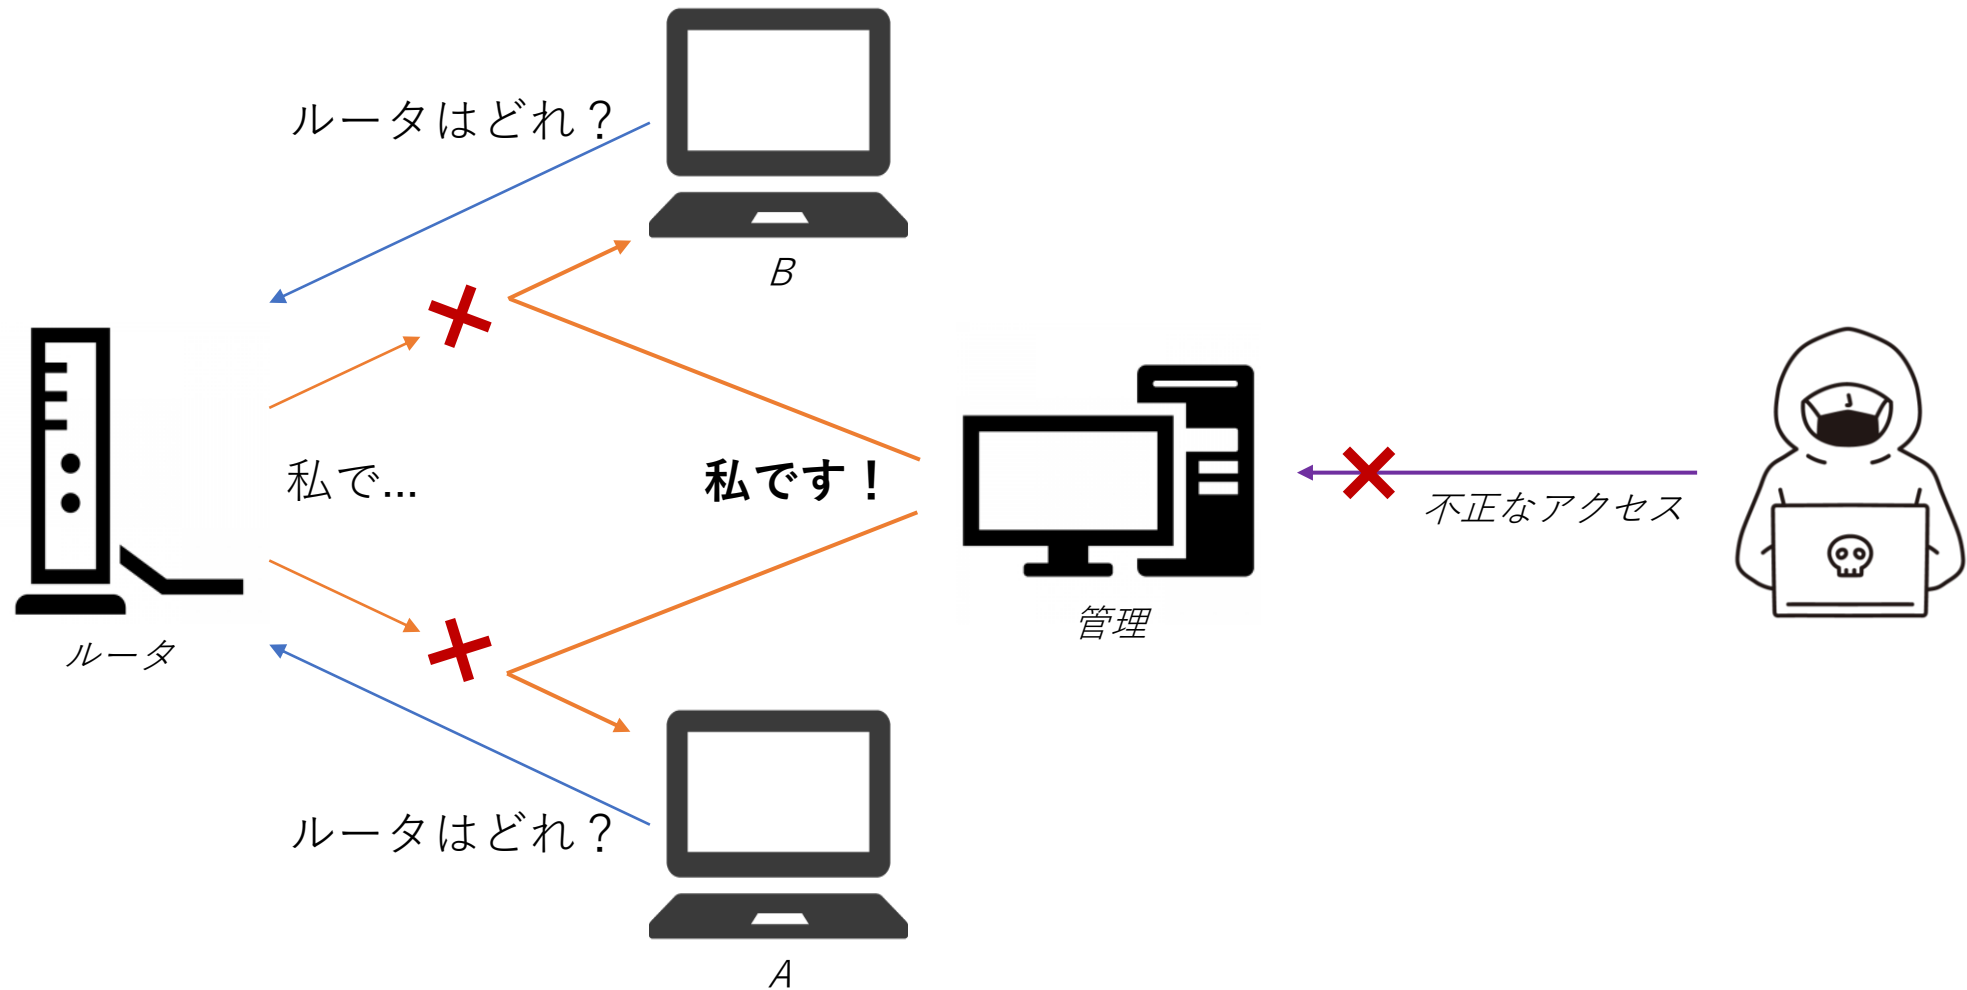 ルータはどれ？
B
私で...
私です！
不正なアクセス
管理
ルータ
ルータはどれ？
A